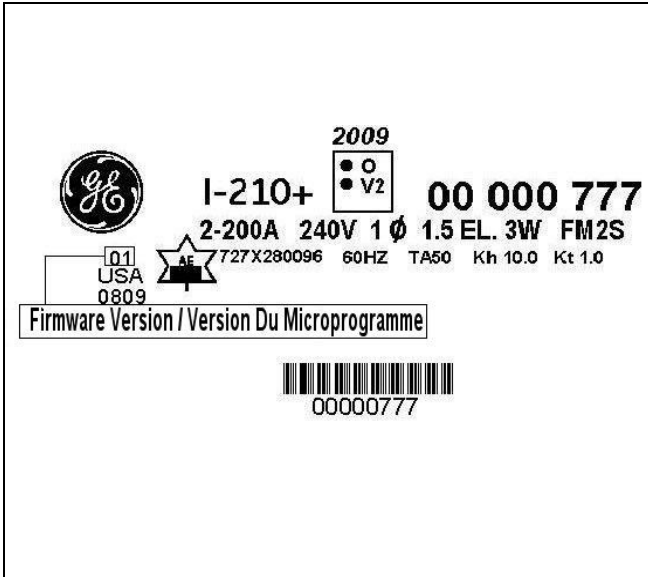 2009
GE
I-210+
O
V2
00 000 777
2-200A 240V 1 Ø 1.5 EL. 3W FM2S
01
AE
727X280096 60HZ TA50 Kh 10.0 Kt 1.0
USA
0809
Firmware Version / Version Du Microprogramme
00000777